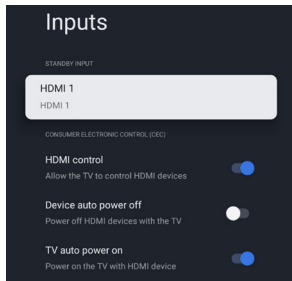 Inputs
STANDBY INPUT
HDMI 1
HDMI 1
CONSUMER ELECTRONIC CONTROL (CEC)
HDMI control
Allow the TV to control HDMI devices
Device auto power off
Power off HDMI devices with the TV
TV auto power on
Power on the TV with HDMI device